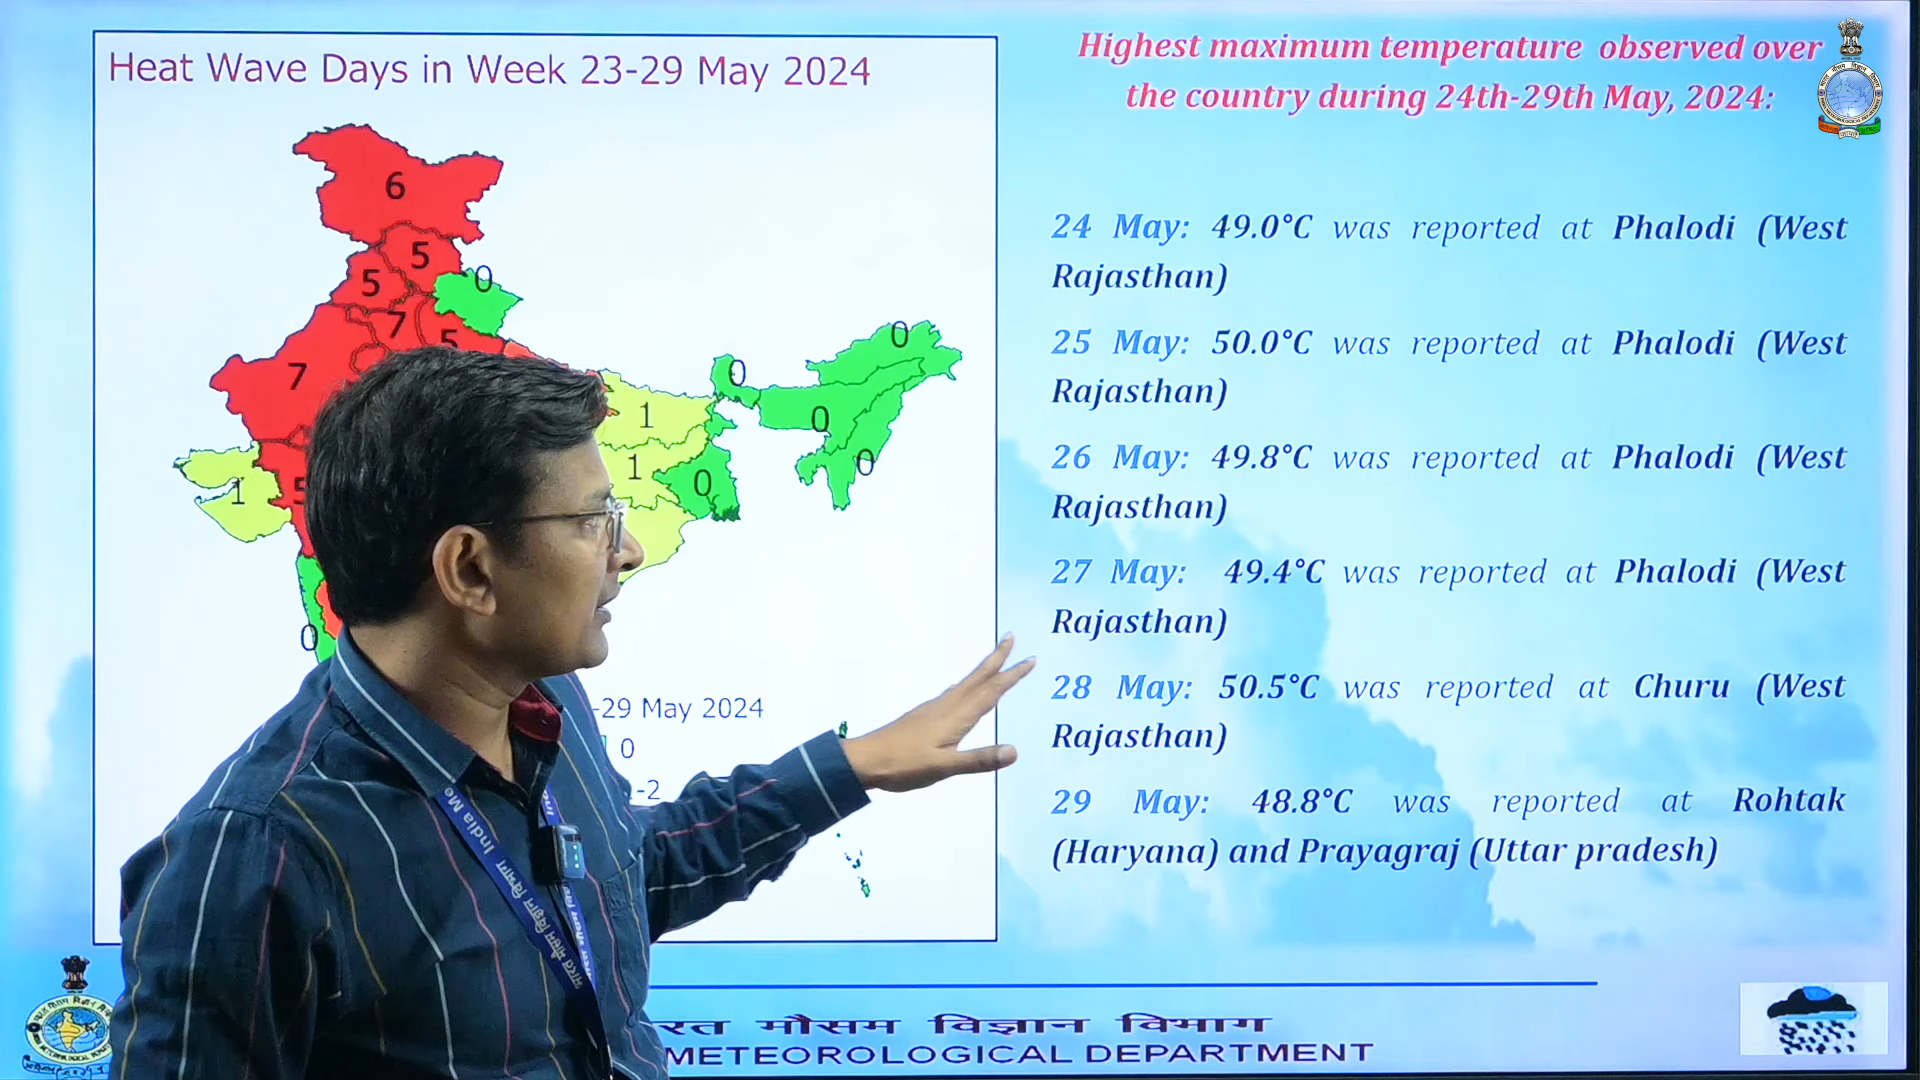 Heat Wave Days in Week 23-29 May 2024
6
5
5
0
7
5
7
1
0
0
0
1
0
0
1
5
0
-29 May 2024
0
-2
Highest maximum temperature observed over
the country during 24th-29th May, 2024:
24 May: 49.0°C was reported at Phalodi (West
Rajasthan)
25 May: 50.0°C was reported at Phalodi (West
Rajasthan)
26 May: 49.8°C was reported at Phalodi (West
Rajasthan)
27 May: 49.4°C was reported at Phalodi (West
Rajasthan)
28 May: 50.5°C was reported at Churu (West
Rajasthan)
29 May: 48.8°C was reported at Rohtak
(Haryana) and Prayagraj (Uttar pradesh)
India Me
भारत मौसम विज्ञान विभाग
Ind
रत मौसम विज्ञान विभाग
METEOROLOGICAL DEPARTMENT